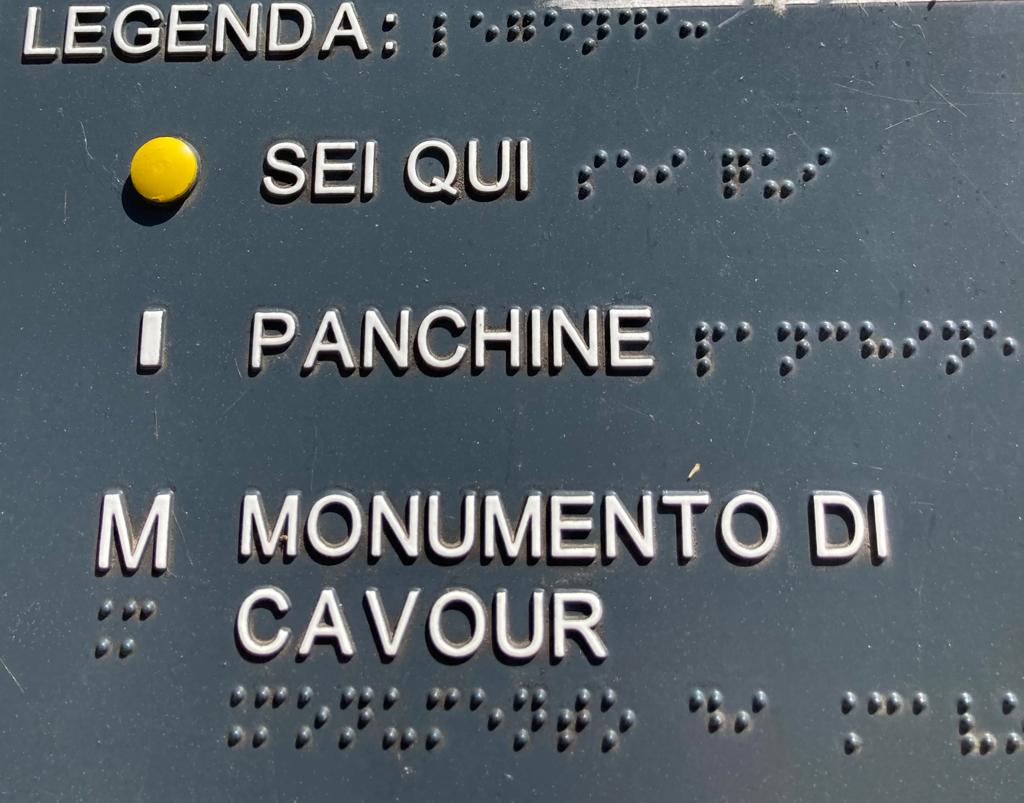 LEGENDA:
SEI QUI
PANCHINE
M MONUMENTO DI
CAVOUR